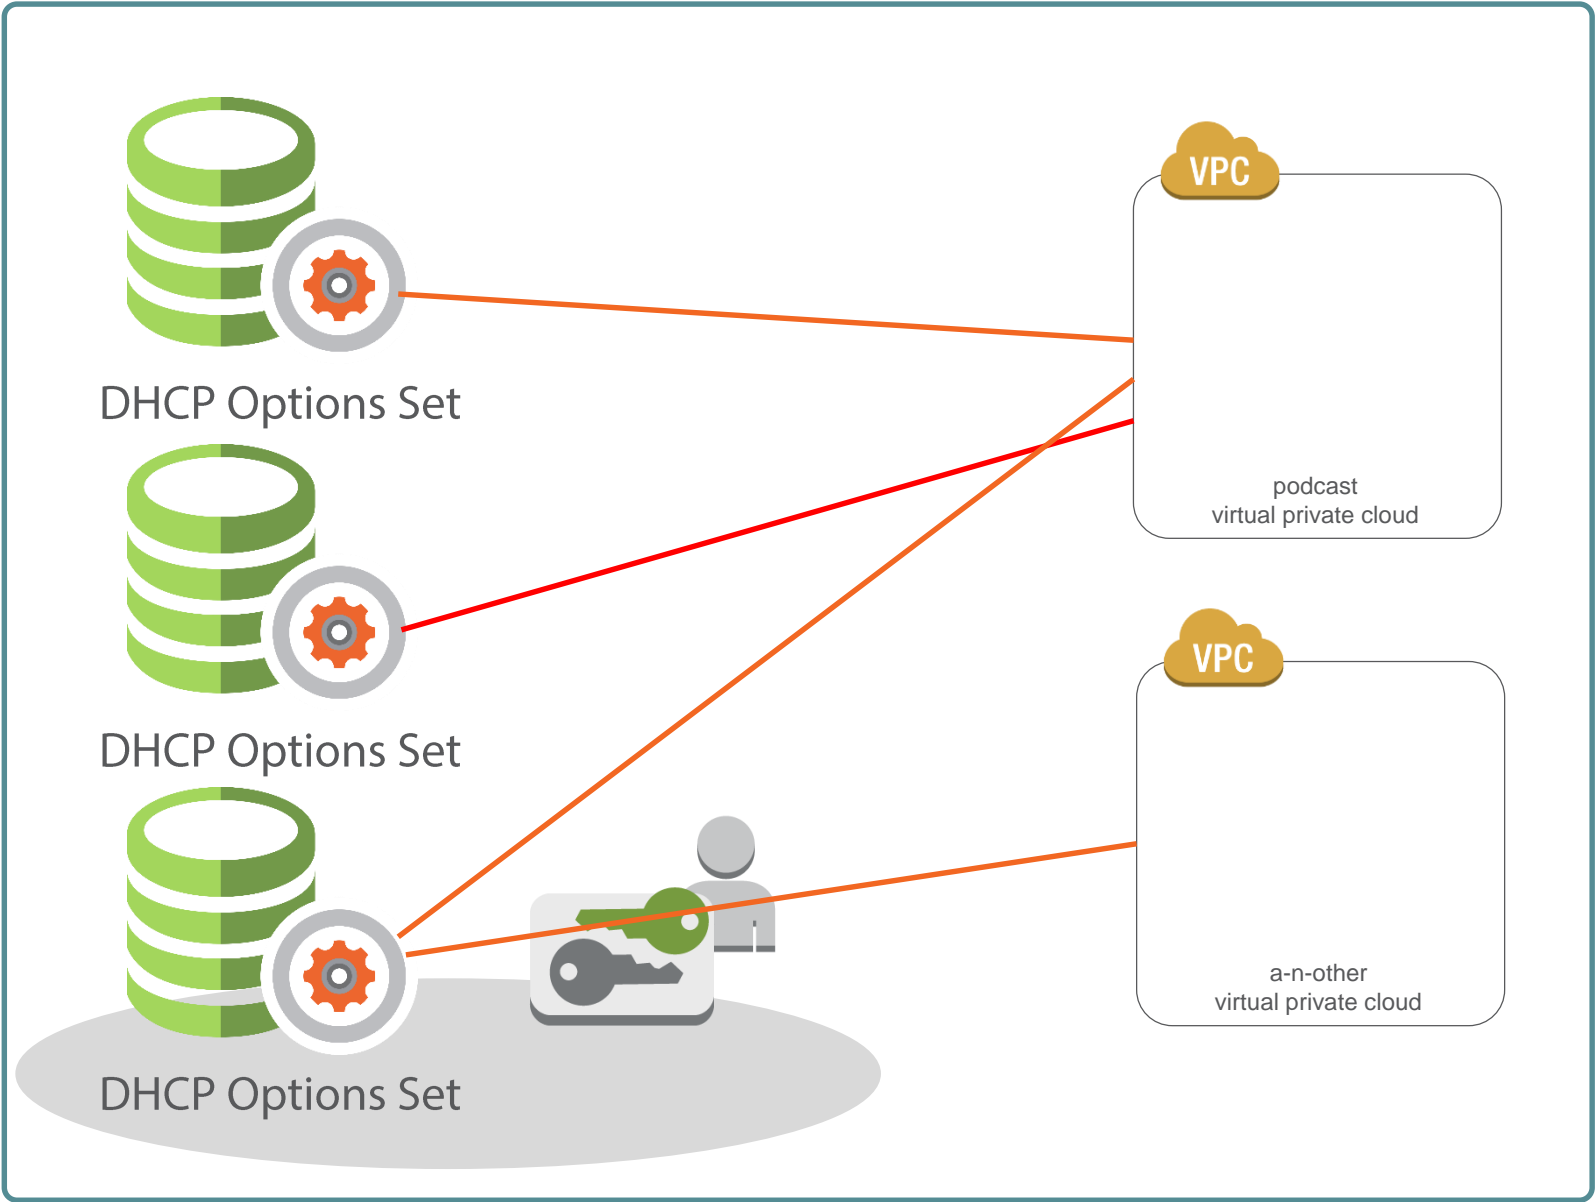 VPC
DHCP Options Set
podcast
virtual private cloud
VPC
DHCP Options Set
a-n-other
virtual private cloud
DHCP Options Set